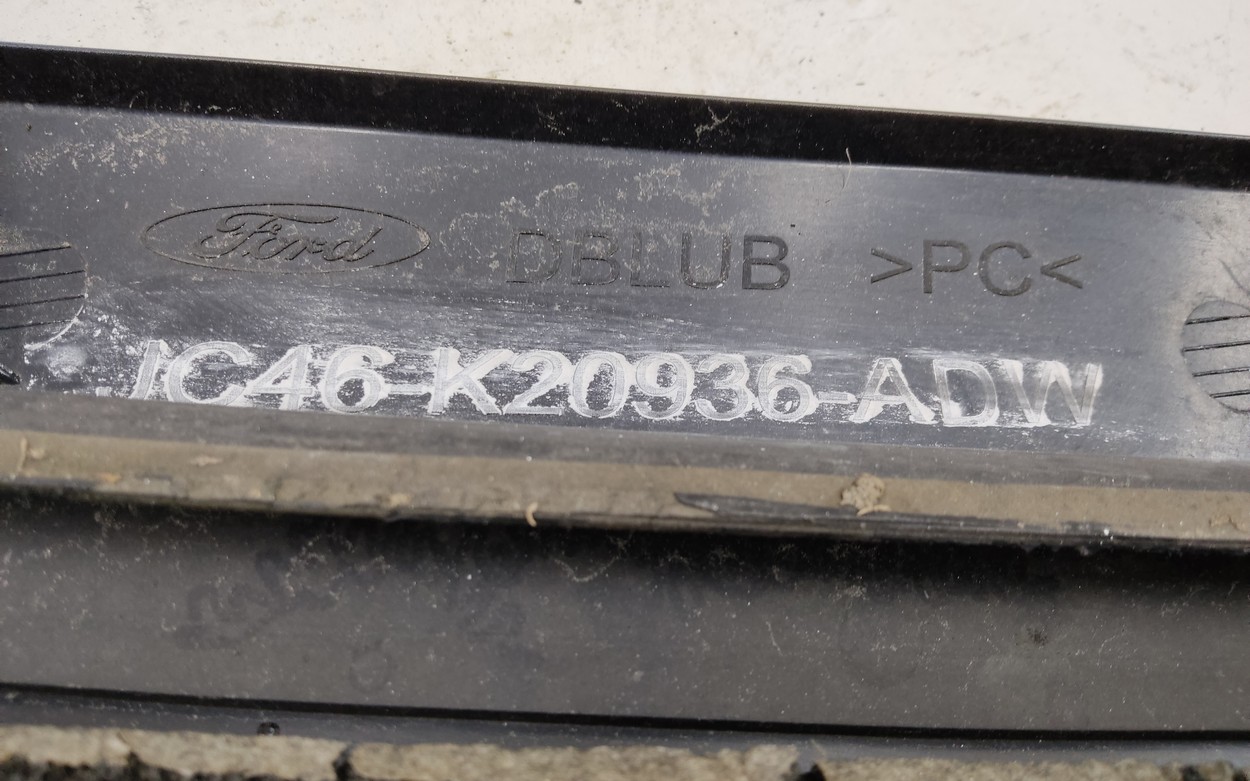 Ford DBLUB >PC<
JC46-K20936-ADW